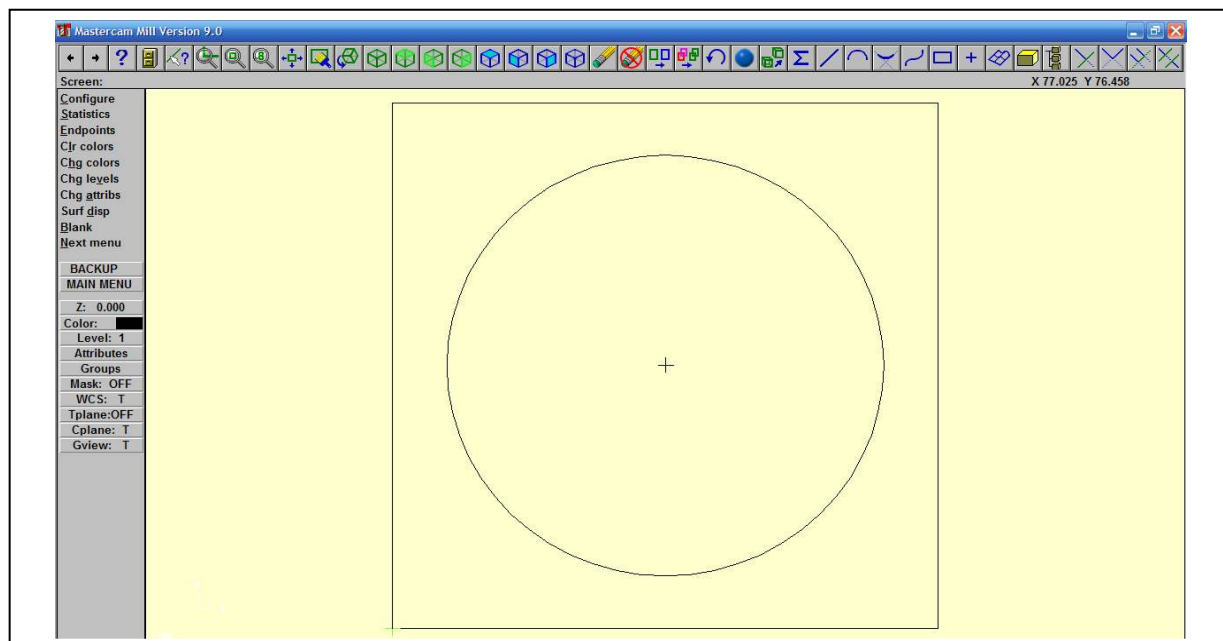 Mastercam Mill Version 9.0
Screen:
X 77.025 Y 76.458
Configure
Statistics
Endpoints
Clr colors
Chg colors
Chg levels
Chg attribs
Surf disp
Blank
Next menu
BACKUP
MAIN MENU
Z: 0.000
Color:
Level: 1
Attributes
Groups
Mask: OFF
WCS: T
Tplane:OFF
Cplane: T
Gview: T